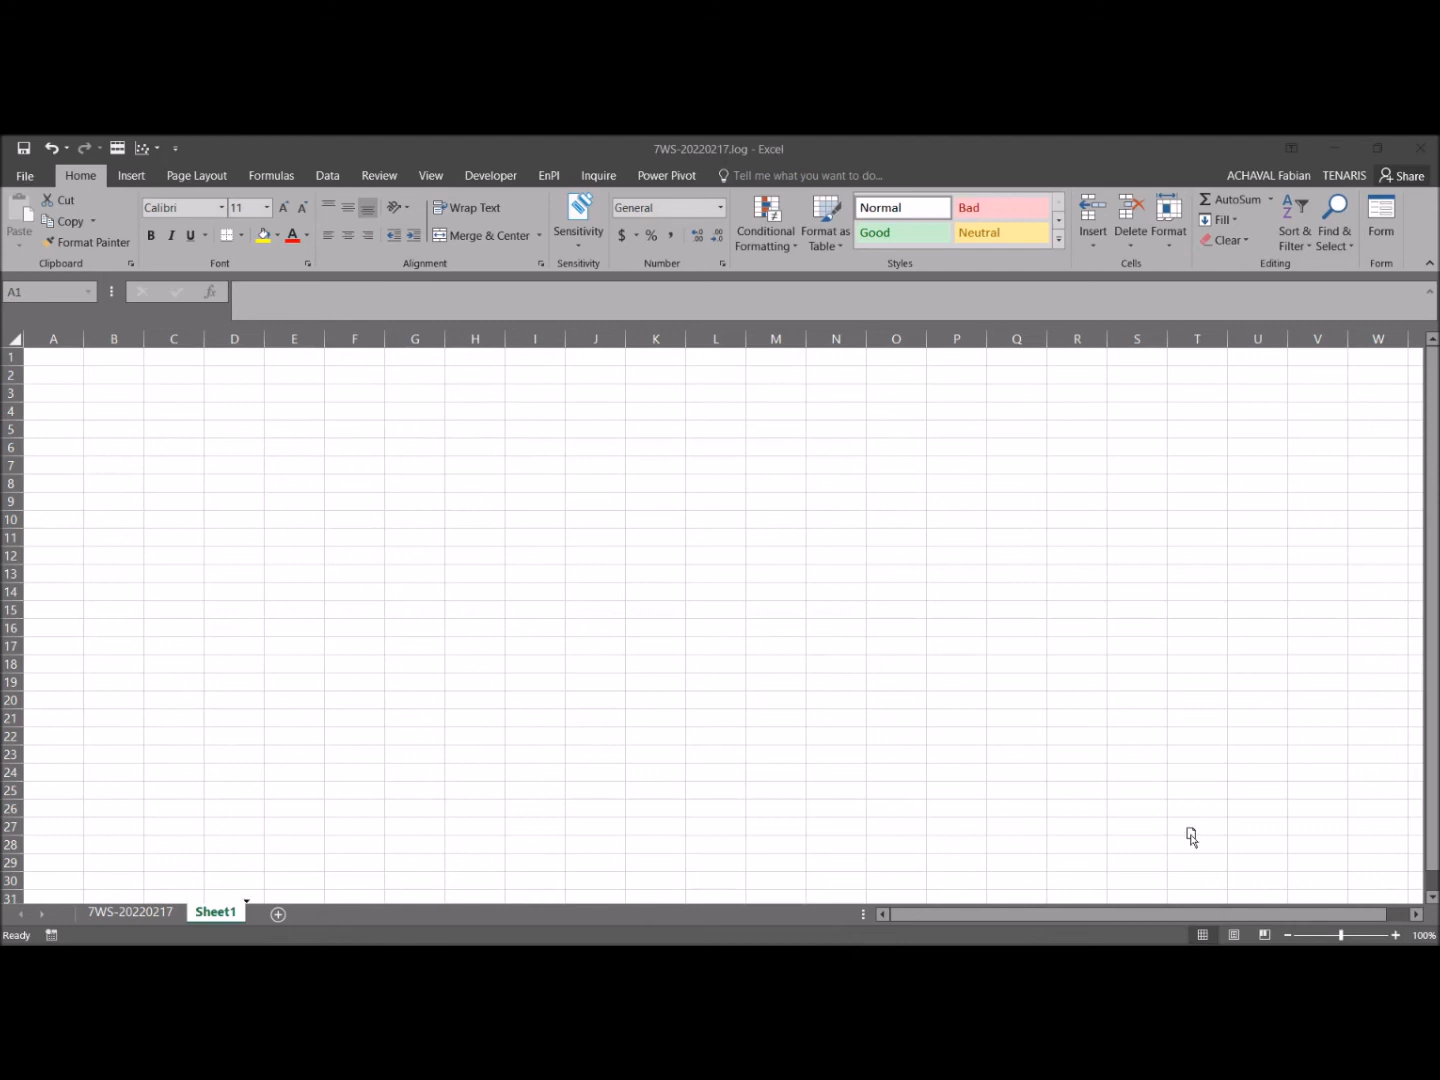 7WS-20220217.log - Excel
File Home Insert Page Layout Formulas Data Review View Developer EnPI Inquire Power Pivot Tell me what you want to do... ACHAVAL Fabian TENARIS Share
Paste
Cut
Copy
Format Painter
Clipboard
Calibri 11
B I U
Font
Wrap Text
Merge & Center
Alignment
Sensitivity
Sensitivity
General
$ % ,
Number
Conditional Formatting
Format as Table
Normal Bad
Good Neutral
Styles
Insert Delete Format
Cells
AutoSum
Fill
Clear
Sort & Filter
Find & Select
Editing
Form
Form
A1 fx
A B C D E F G H I J K L M N O P Q R S T U V W
1
2
3
4
5
6
7
8
9
10
11
12
13
14
15
16
17
18
19
20
21
22
23
24
25
26
27
28
29
30
31
7WS-20220217 Sheet1
Ready 100%